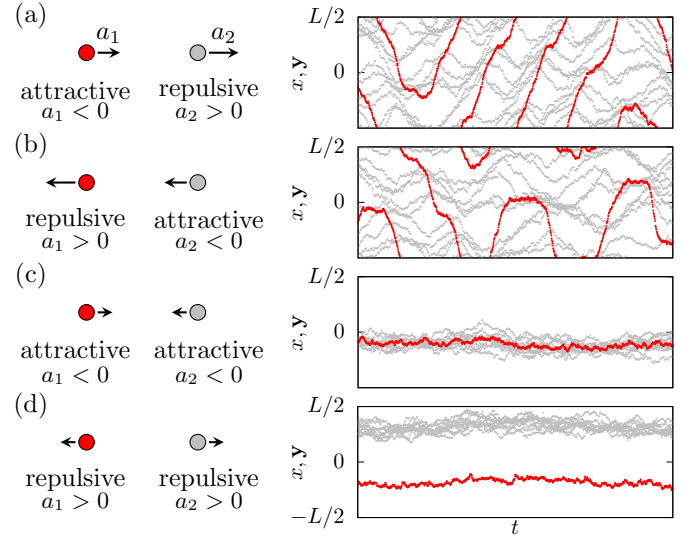 (a)
a₁ a₂
attractive repulsive
a₁ < 0 a₂ > 0
L/2
0
x, y
(b)
repulsive attractive
a₁ > 0 a₂ < 0
L/2
0
x, y
(c)
attractive attractive
a₁ < 0 a₂ < 0
L/2
0
x, y
(d)
repulsive repulsive
a₁ > 0 a₂ > 0
L/2
0
x, y
−L/2
t